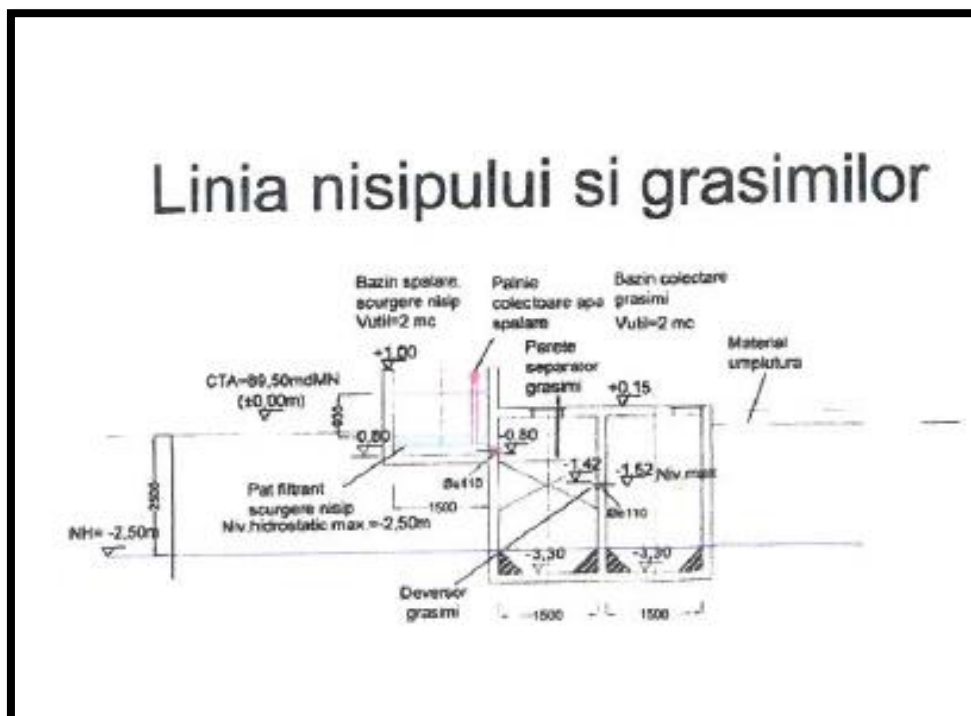 Linia nisipului si grasimilor
Bazin spalare,
scurgere nisip
Vutil=2 mc
Palnie
colectoare apa
spalare
Bazin colectare
grasimi
Vutil=2 mc
Perete
separator
grasimi
Material
umplutura
+1,00
CTA=89,50mdMN
(±0,00m)
+0,15
-0,80
-0,80
-1,42
-1,52
Niv.max
Øe110
Øe110
2500
Pat filtrant
scurgere nisip
Niv.hidrostatic max.=-2,50m
1500
NH= -2,50m
-3,30
-3,30
Deversor
grasimi
1500
1500